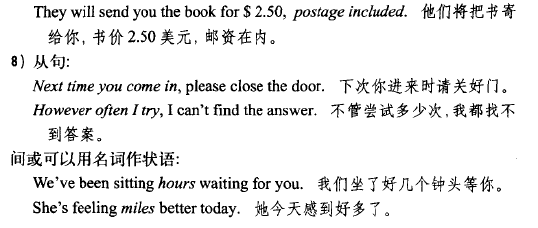 They will send you the book for $ 2.50, postage included. 他们将把书寄
给你, 书价 2.50 美元, 邮资在内。
8) 从句:
Next time you come in, please close the door. 下次你进来时请关好门。
However often I try, I can't find the answer. 不管尝试多少次, 我都找不
到答案。
间或可以用名词作状语:
We've been sitting hours waiting for you. 我们坐了好几个钟头等你。
She's feeling miles better today. 她今天感到好多了。